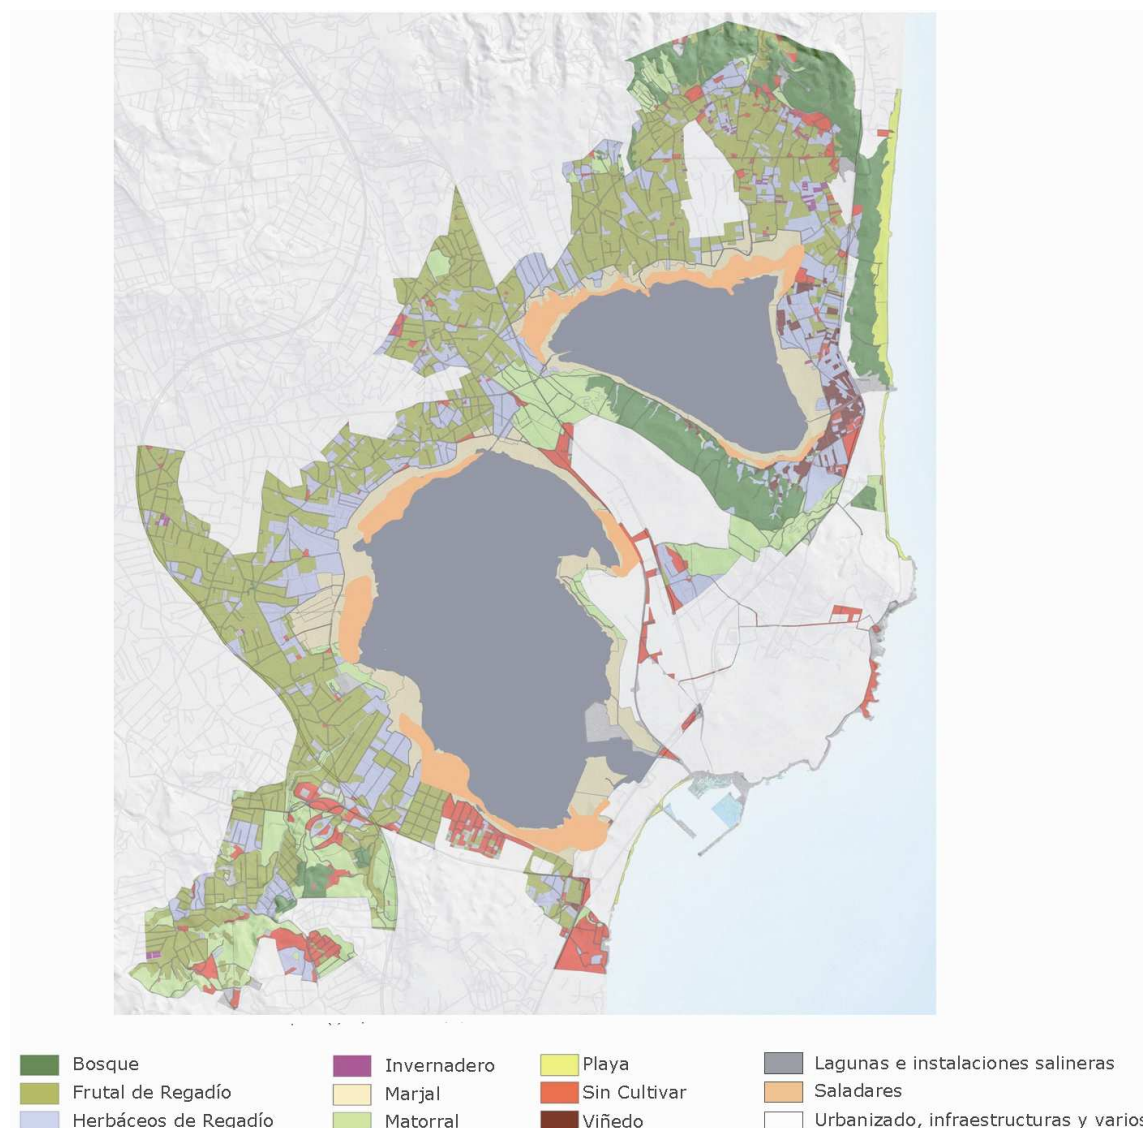 Bosque
Frutal de Regadío
Herbáceos de Regadío
Invernadero
Marjal
Matorral
Playa
Sin Cultivar
Viñedo
Lagunas e instalaciones salineras
Saladares
Urbanizado, infraestructuras y varios